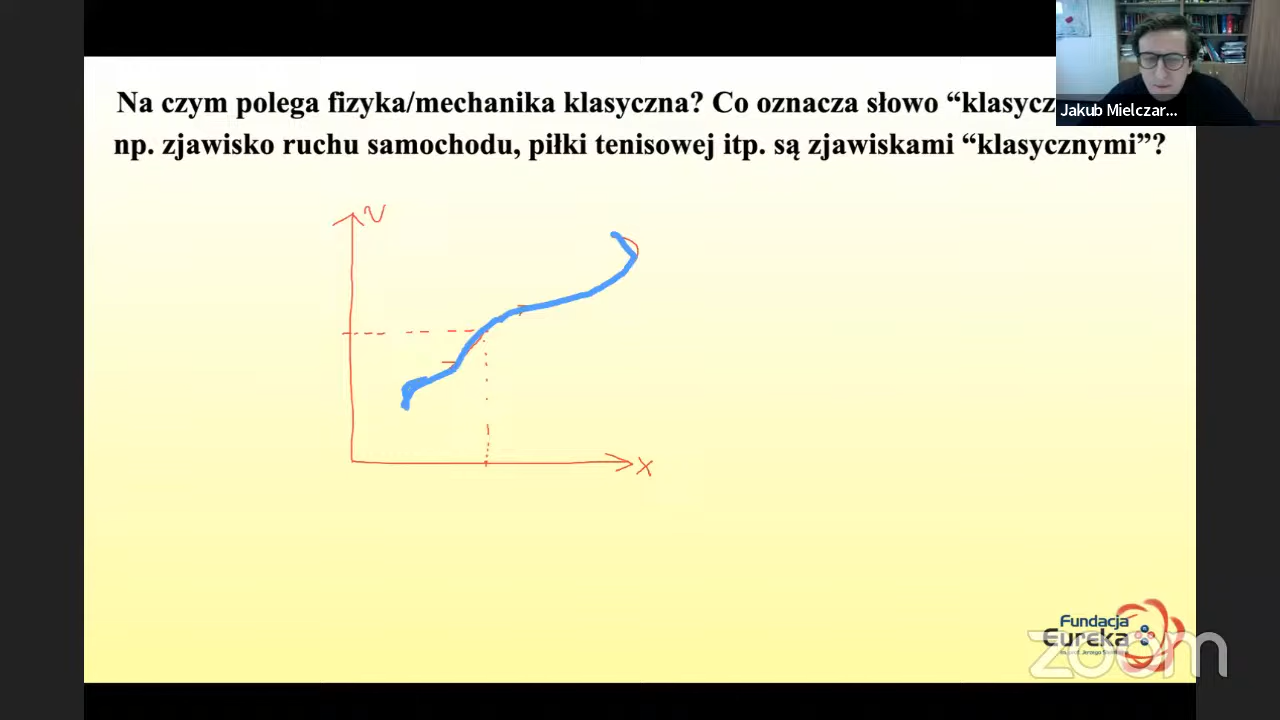 Na czym polega fizyka/mechanika klasyczna? Co oznacza słowo “klasycz
np. zjawisko ruchu samochodu, piłki tenisowej itp. są zjawiskami “klasycznymi”?
Jakub Mielczar...
v
x
Fundacja
Eureka
zoom